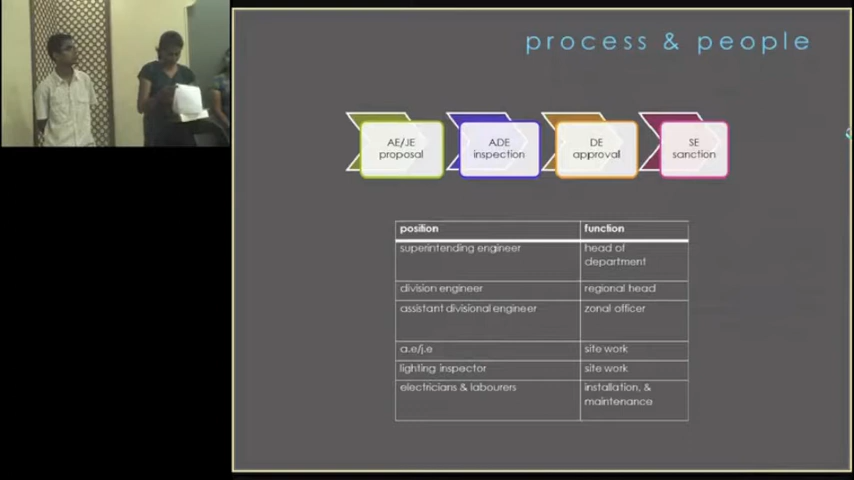 process & people
AE/JE
proposal
ADE
inspection
DE
approval
SE
sanction
position function
superintending engineer head of
department
division engineer regional head
assistant divisional engineer zonal officer
a.e/j.e site work
lighting inspector site work
electricians & labourers installation, &
maintenance